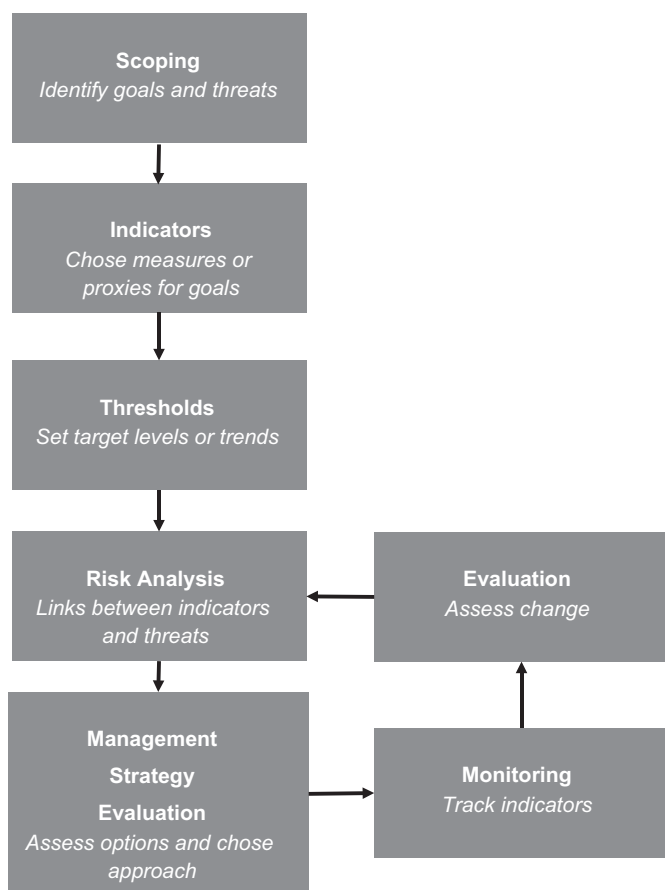 Scoping
Identify goals and threats
Indicators
Chose measures or
proxies for goals
Thresholds
Set target levels or trends
Risk Analysis
Links between indicators
and threats
Evaluation
Assess change
Management
Strategy
Evaluation
Assess options and chose
approach
Monitoring
Track indicators